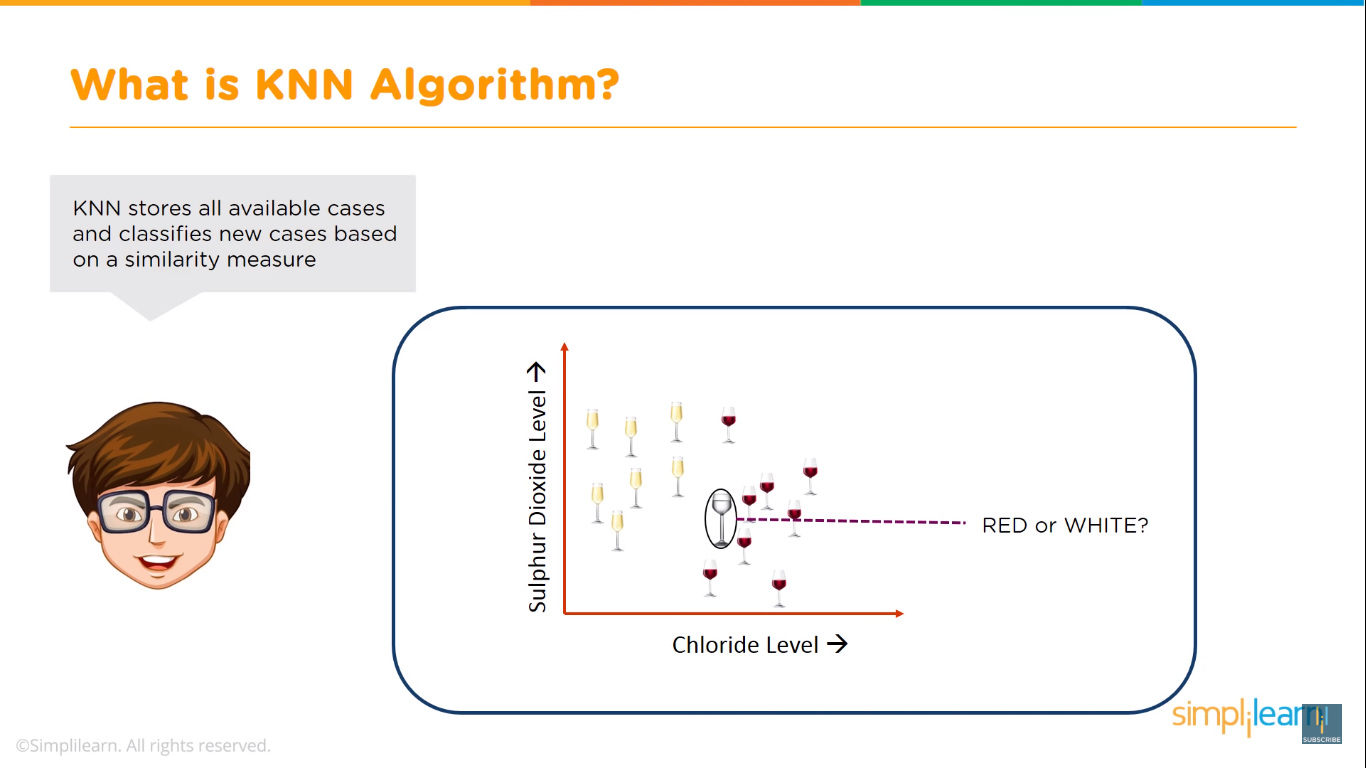 What is KNN Algorithm?
KNN stores all available cases
and classifies new cases based
on a similarity measure
Sulphur Dioxide Level →
RED or WHITE?
Chloride Level →
simplilearn
SUBSCRIBE
©Simplilearn. All rights reserved.